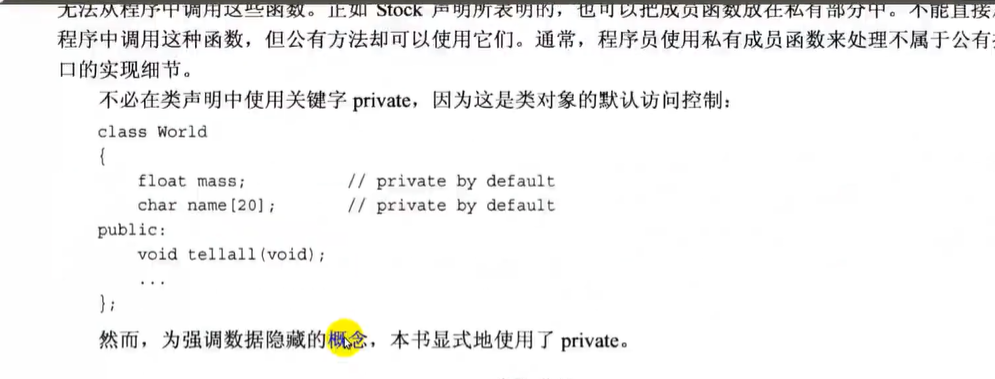 无法从程序中调用这些函数。正如 Stock 声明所表明的，也可以把成员函数放在私有部分中。不能直接
程序中调用这种函数，但公有方法却可以使用它们。通常，程序员使用私有成员函数来处理不属于公有
口的实现细节。
不必在类声明中使用关键字 private，因为这是类对象的默认访问控制：
class World
{
float mass; // private by default
char name[20]; // private by default
public:
void tellall(void);
...
};
然而，为强调数据隐藏的概念，本书显式地使用了 private。